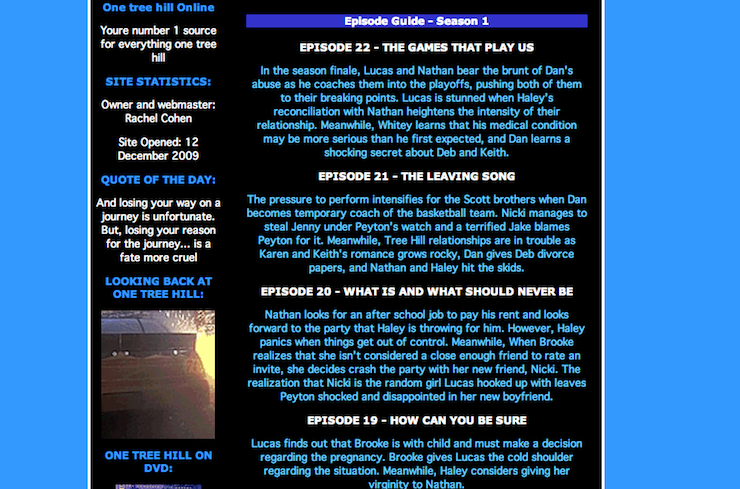 One tree hill Online
Youre number 1 source
for everything one tree
hill
SITE STATISTICS:
Owner and webmaster:
Rachel Cohen
Site Opened: 12
December 2009
QUOTE OF THE DAY:
And losing your way on a
journey is unfortunate.
But, losing your reason
for the journey... is a
fate more cruel
LOOKING BACK AT
ONE TREE HILL:
ONE TREE HILL ON
DVD:
Episode Guide - Season 1
EPISODE 22 - THE GAMES THAT PLAY US
In the season finale, Lucas and Nathan bear the brunt of Dan's
abuse as he coaches them into the playoffs, pushing both of them
to their breaking points. Lucas is stunned when Haley's
reconciliation with Nathan heightens the intensity of their
relationship. Meanwhile, Whitey learns that his medical condition
may be more serious than he first expected, and Dan learns a
shocking secret about Deb and Keith.
EPISODE 21 - THE LEAVING SONG
The pressure to perform intensifies for the Scott brothers when Dan
becomes temporary coach of the basketball team. Nicki manages to
steal Jenny under Peyton's watch and a terrified Jake blames
Peyton for it. Meanwhile, Tree Hill relationships are in trouble as
Karen and Keith's romance grows rocky, Dan gives Deb divorce
papers, and Nathan and Haley hit the skids.
EPISODE 20 - WHAT IS AND WHAT SHOULD NEVER BE
Nathan looks for an after school job to pay his rent and looks
forward to the party that Haley is throwing for him. However, Haley
panics when things get out of control. Meanwhile, When Brooke
realizes that she isn't considered a close enough friend to rate an
invite, she decides crash the party with her new friend, Nicki. The
realization that Nicki is the random girl Lucas hooked up with leaves
Peyton shocked and disappointed in her new boyfriend.
EPISODE 19 - HOW CAN YOU BE SURE
Lucas finds out that Brooke is with child and must make a decision
regarding the pregnancy. Brooke gives Lucas the cold shoulder
regarding the situation. Meanwhile, Haley considers giving her
virginity to Nathan.